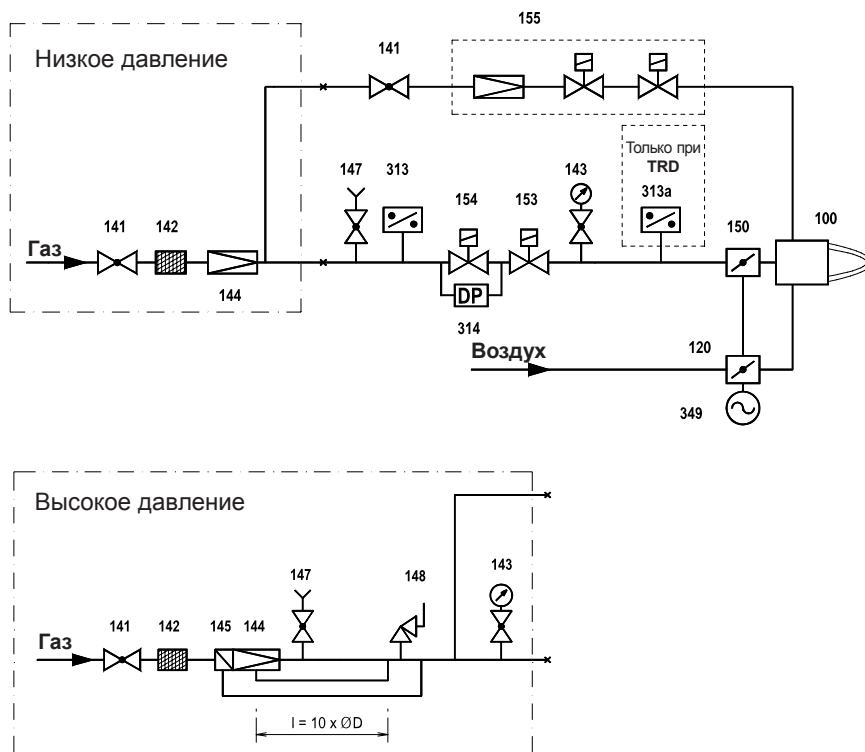 155
Низкое давление
141
Только при
TRD
147
313
154
153
143
313a
150
100
141
142
Газ
144
DP
314
Воздух
120
349
Высокое давление
147
148
143
141
142
145
144
Газ
l = 10 x ØD